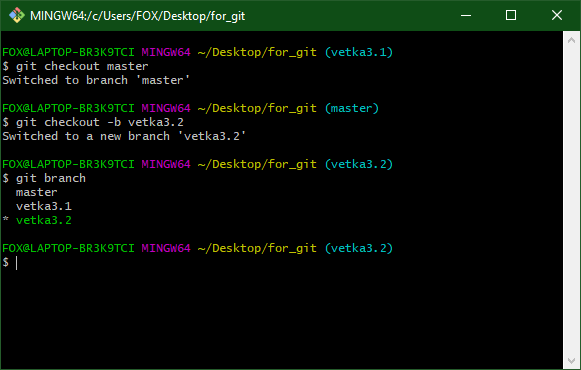 MINGW64:/c/Users/FOX/Desktop/for_git
FOX@LAPTOP-BR3K9TCI MINGW64 ~/Desktop/for_git (vetka3.1)
$ git checkout master
Switched to branch 'master'
FOX@LAPTOP-BR3K9TCI MINGW64 ~/Desktop/for_git (master)
$ git checkout -b vetka3.2
Switched to a new branch 'vetka3.2'
FOX@LAPTOP-BR3K9TCI MINGW64 ~/Desktop/for_git (vetka3.2)
$ git branch
master
vetka3.1
* vetka3.2
FOX@LAPTOP-BR3K9TCI MINGW64 ~/Desktop/for_git (vetka3.2)
$